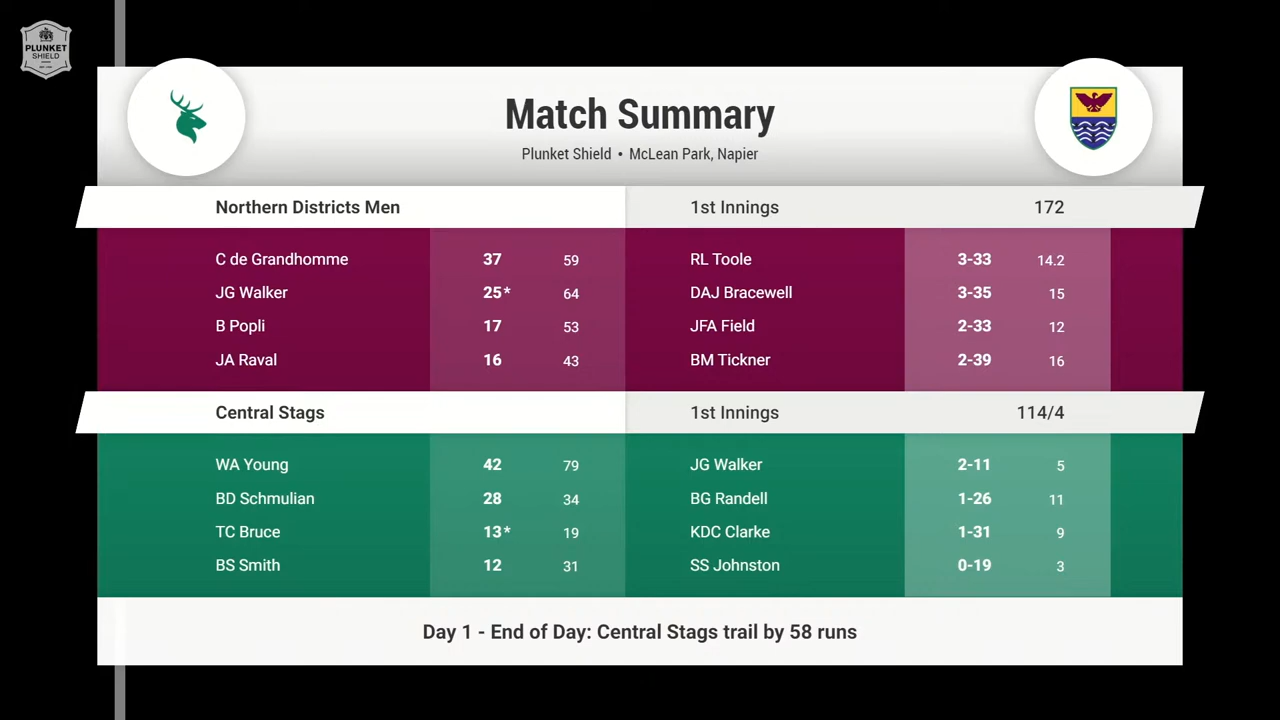 PLUNKET
SHIELD
Match Summary
Plunket Shield • McLean Park, Napier
Northern Districts Men 1st Innings 172
C de Grandhomme 37 59 RL Toole 3-33 14.2
JG Walker 25* 64 DAJ Bracewell 3-35 15
B Popli 17 53 JFA Field 2-33 12
JA Raval 16 43 BM Tickner 2-39 16
Central Stags 1st Innings 114/4
WA Young 42 79 JG Walker 2-11 5
BD Schmulian 28 34 BG Randell 1-26 11
TC Bruce 13* 19 KDC Clarke 1-31 9
BS Smith 12 31 SS Johnston 0-19 3
Day 1 - End of Day: Central Stags trail by 58 runs